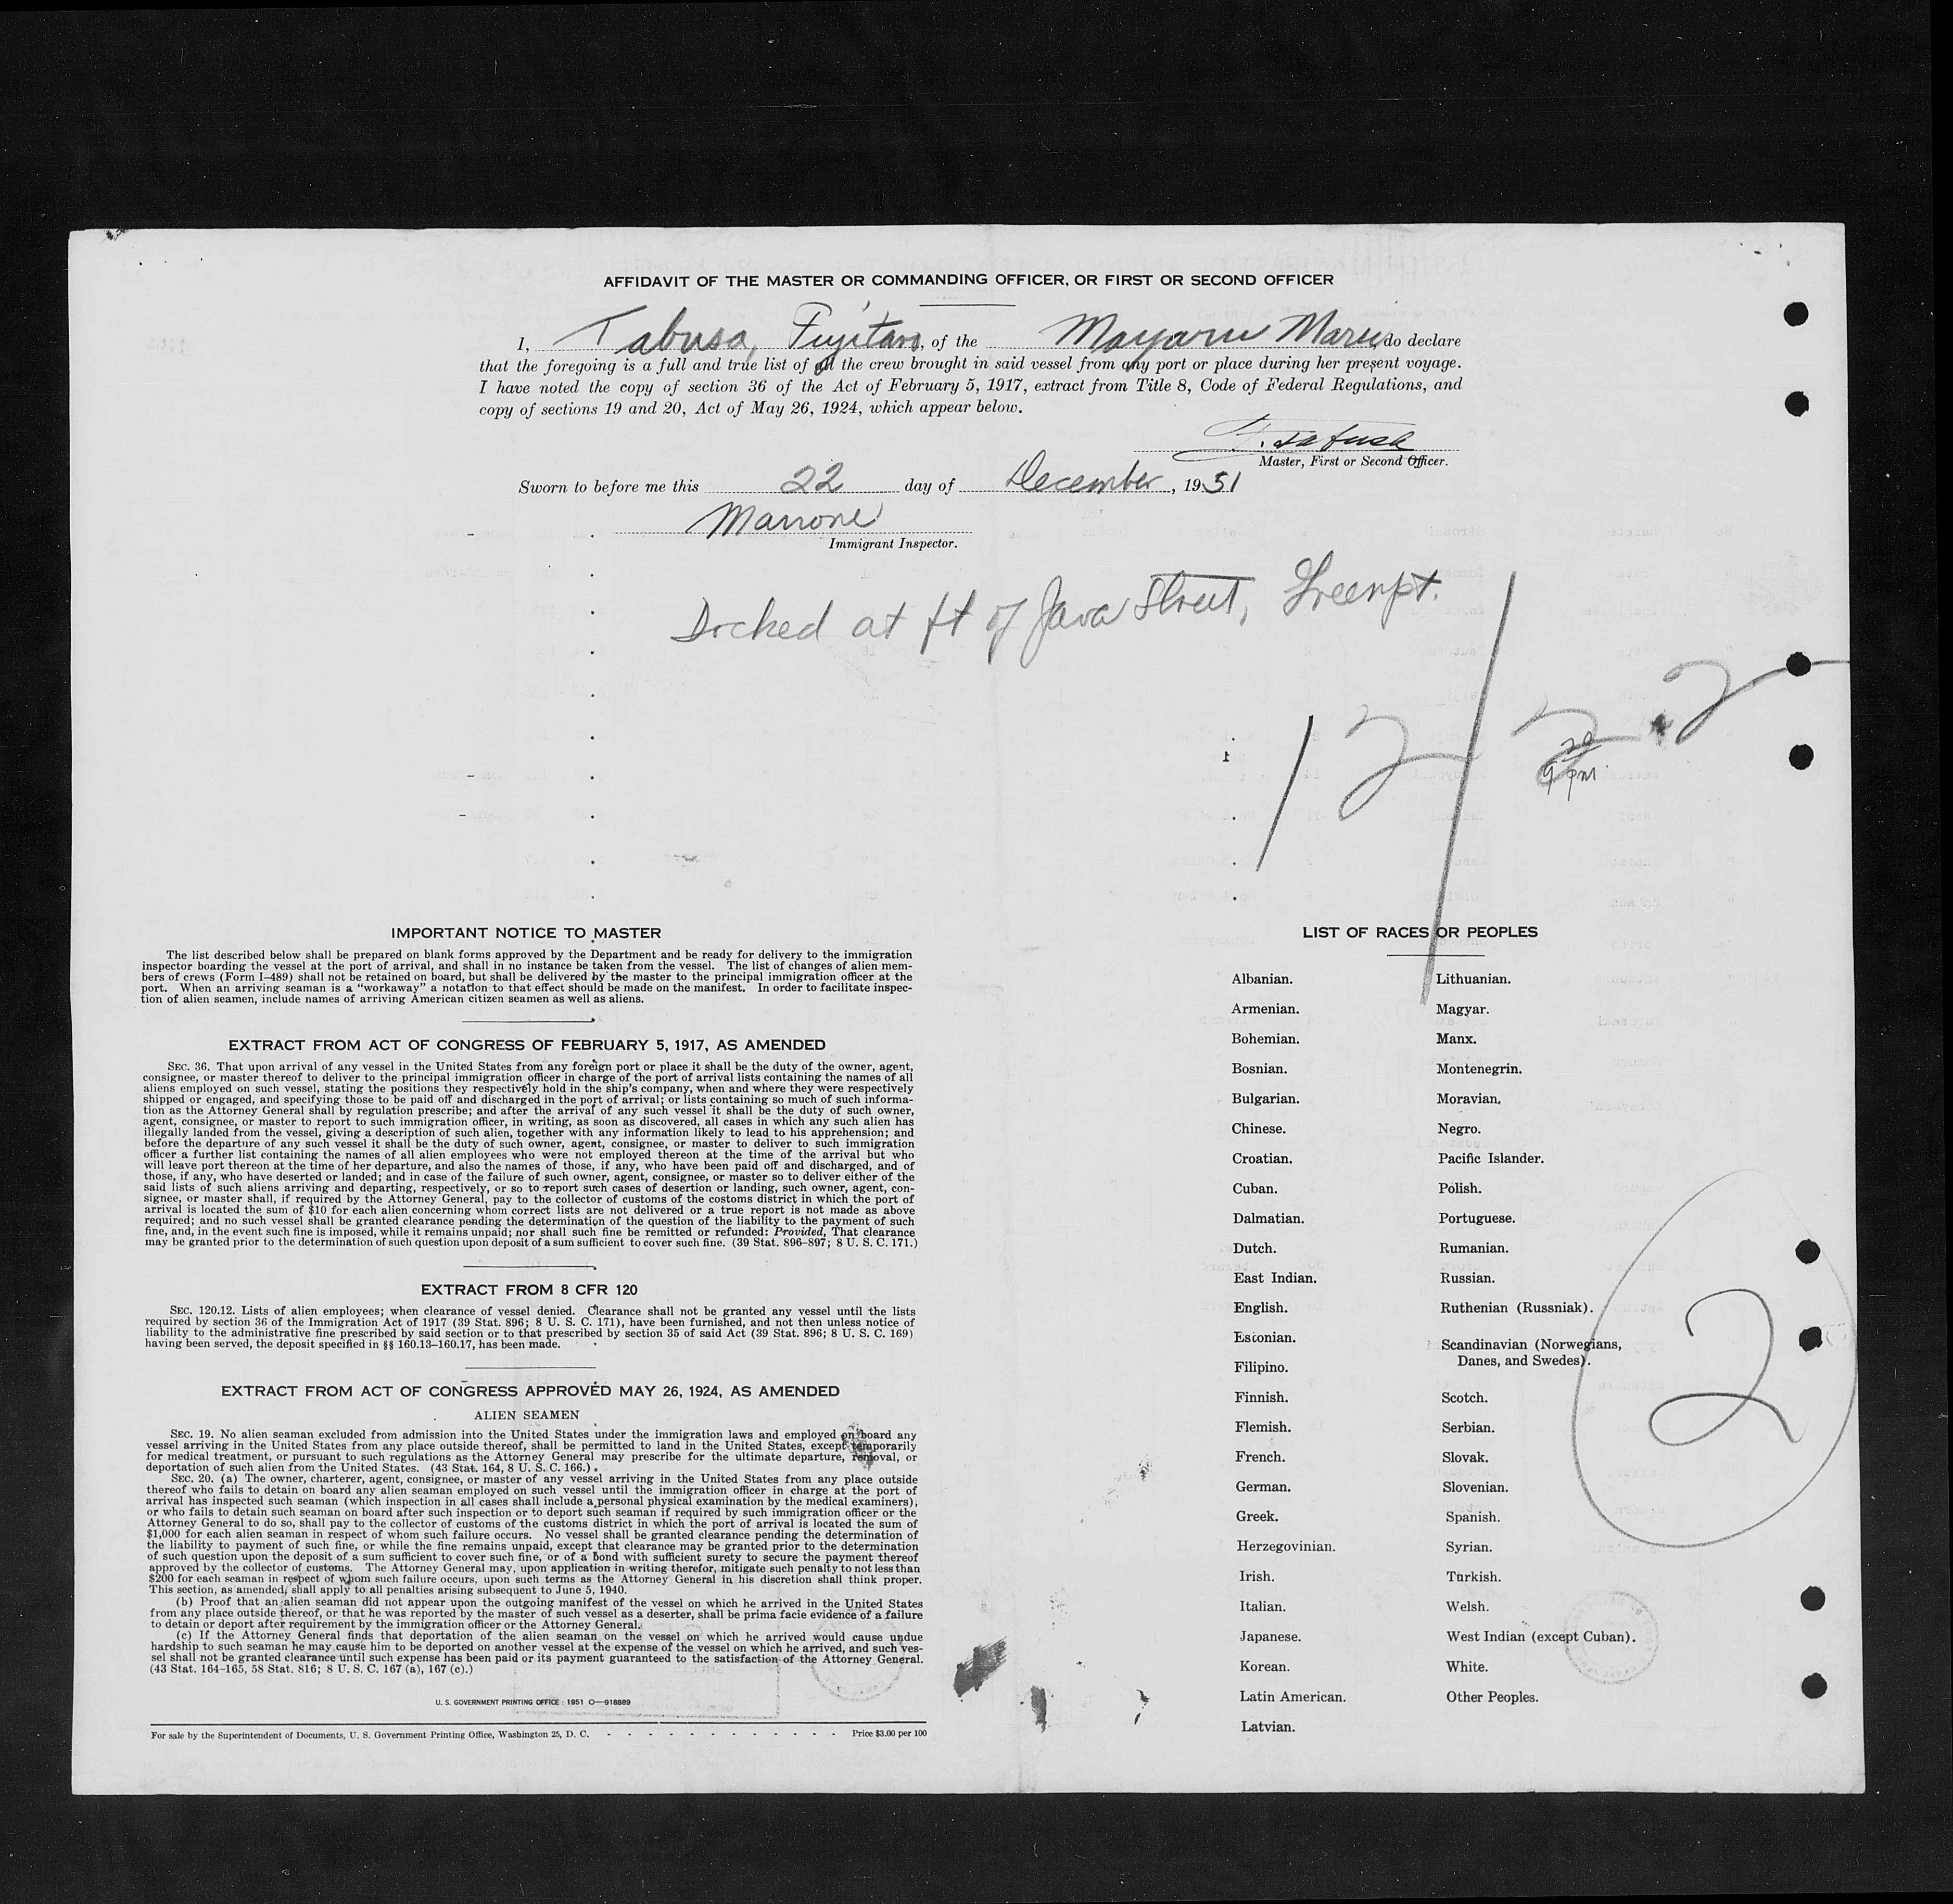 AFFIDAVIT OF THE MASTER OR COMMANDING OFFICER, OR FIRST OR SECOND OFFICER
I, Tabusa, Fujitaro, of the Mayasu Maru do declare
that the foregoing is a full and true list of all the crew brought in said vessel from any port or place during her present voyage.
I have noted the copy of section 36 of the Act of February 5, 1917, extract from Title 8, Code of Federal Regulations, and
copy of sections 19 and 20, Act of May 26, 1924, which appear below.
Master, First or Second Officer.
Sworn to before me this 22 day of December, 1951
Marrone
Immigrant Inspector.
Docked at ft of Java Street, Greenpt.
12/22
9 pm
IMPORTANT NOTICE TO MASTER
The list described below shall be prepared on blank forms approved by the Department and be ready for delivery to the immigration
inspector boarding the vessel at the port of arrival, and shall in no instance be taken from the vessel. The list of changes of alien mem-
bers of crews (Form I-489) shall not be retained on board, but shall be delivered by the master to the principal immigration officer at the
port. When an arriving seaman is a "workaway" a notation to that effect should be made on the manifest. In order to facilitate inspec-
tion of alien seamen, include names of arriving American citizen seamen as well as aliens.
EXTRACT FROM ACT OF CONGRESS OF FEBRUARY 5, 1917, AS AMENDED
SEC. 36. That upon arrival of any vessel in the United States from any foreign port or place it shall be the duty of the owner, agent,
consignee, or master thereof to deliver to the principal immigration officer in charge of the port of arrival lists containing the names of all
aliens employed on such vessel, stating the positions they respectively hold in the ship's company, when and where they were respectively
shipped or engaged, and specifying those to be paid off and discharged in the port of arrival; or lists containing so much of such informa-
tion as the Attorney General shall by regulation prescribe; and after the arrival of any such vessel it shall be the duty of such owner,
agent, consignee, or master to report to such immigration officer, in writing, as soon as discovered, all cases in which any such alien has
illegally landed from the vessel, giving a description of such alien, together with any information likely to lead to his apprehension; and
before the departure of any such vessel it shall be the duty of such owner, agent, consignee, or master to deliver to such immigration
officer a further list containing the names of all alien employees who were not employed thereon at the time of the arrival but who
will leave port thereon at the time of her departure, and also the names of those, if any, who have been paid off and discharged, and of
those, if any, who have deserted or landed; and in case of the failure of such owner, agent, consignee, or master so to deliver either of the
said lists of such aliens arriving and departing, respectively, or so to report such cases of desertion or landing, such owner, agent, con-
signee, or master shall, if required by the Attorney General, pay to the collector of customs of the costoms district in which the port of
arrival is located the sum of $10 for each alien concerning whom correct lists are not delivered or a true report is not made as above
required; and no such vessel shall be granted clearance pending the determination of the question of the liability to the payment of such
fine, and, in the event such fine is imposed, while it remains unpaid; nor shall such fine be remitted or refunded: Provided, That clearance
may be granted prior to the determination of such question upon deposit of a sum sufficient to cover such fine. (39 Stat. 896-897; 8 U. S. C. 171.)
EXTRACT FROM 8 CFR 120
SEC. 120.12. Lists of alien employees; when clearance of vessel denied. Clearance shall not be granted any vessel until the lists
required by section 36 of the Immigration Act of 1917 (39 Stat. 896; 8 U. S. C. 171), have been furnished, and not then unless notice of
liability to the administrative fine prescribed by said section or to that prescribed by section 35 of said Act (39 Stat. 896; 8 U. S. C. 169)
having been served, the deposit specified in §§ 160.13-160.17, has been made.
EXTRACT FROM ACT OF CONGRESS APPROVED MAY 26, 1924, AS AMENDED
ALIEN SEAMEN
SEC. 19. No alien seaman excluded from admission into the United States under the immigration laws and employed on board any
vessel arriving in the United States from any place outside thereof, shall be permitted to land in the United States, except temporarily
for medical treatment, or pursuant to such regulations as the Attorney General may prescribe for the ultimate departure, removal, or
deportation of such alien from the United States. (43 Stat. 164, 8 U. S. C. 166.)
SEC. 20. (a) The owner, charterer, agent, consignee, or master of any vessel arriving in the United States from any place outside
thereof who fails to detain on board any alien seaman employed on such vessel until the immigration officer in charge at the port of
arrival has inspected such seaman (which inspection in all cases shall include a personal physical examination by the medical examiners),
or who fails to detain such seaman on board after such inspection or to deport such seaman if required by such immigration officer or the
Attorney General to do so, shall pay to the collector of customs of the customs district in which the port of arrival is located the sum of
$1,000 for each alien seaman in respect of whom such failure occurs. No vessel shall be granted clearance pending the determination of
the liability to payment of such fine, or while the fine remains unpaid, except that clearance may be granted prior to the determination
of such question upon the deposit of a sum sufficient to cover such fine, or of a bond with sufficient surety to secure the payment thereof
approved by the collector of customs. The Attorney General may, upon application in writing therefor, mitigate such penalty to not less than
$200 for each seaman in respect of whom such failure occurs, upon such terms as the Attorney General in his discretion shall think proper.
This section, as amended, shall apply to all penalties arising subsequent to June 5, 1940.
(b) Proof that an alien seaman did not appear upon the outgoing manifest of the vessel on which he arrived in the United States
from any place outside thereof, or that he was reported by the master of such vessel as a deserter, shall be prima facie evidence of a failure
to detain or deport after requirement by the immigration officer or the Attorney General.
(c) If the Attorney General finds that deportation of the alien seaman on the vessel on which he arrived would cause undue
hardship to such seaman he may cause him to be deported on another vessel at the expense of the vessel on which he arrived, and such ves-
sel shall not be granted clearance until such expense has been paid or its payment guaranteed to the satisfaction of the Attorney General.
(43 Stat. 164-165, 58 Stat. 816; 8 U. S. C. 167 (a), 167 (c).)
U. S. GOVERNMENT PRINTING OFFICE : 1951 O—918889
For sale by the Superintendent of Documents, U. S. Government Printing Office, Washington 25, D. C. - - - - - - - - - - - - - Price $3.00 per 100
LIST OF RACES OR PEOPLES
Albanian.
Armenian.
Bohemian.
Bosnian.
Bulgarian.
Chinese.
Croatian.
Cuban.
Dalmatian.
Dutch.
East Indian.
English.
Estonian.
Filipino.
Finnish.
Flemish.
French.
German.
Greek.
Herzegovinian.
Irish.
Italian.
Japanese.
Korean.
Latin American.
Latvian.
Lithuanian.
Magyar.
Manx.
Montenegrin.
Moravian.
Negro.
Pacific Islander.
Polish.
Portuguese.
Rumanian.
Russian.
Ruthenian (Russniak).
Scandinavian (Norwegians,
Danes, and Swedes).
Scotch.
Serbian.
Slovak.
Slovenian.
Spanish.
Syrian.
Turkish.
Welsh.
West Indian (except Cuban).
White.
Other Peoples.
2